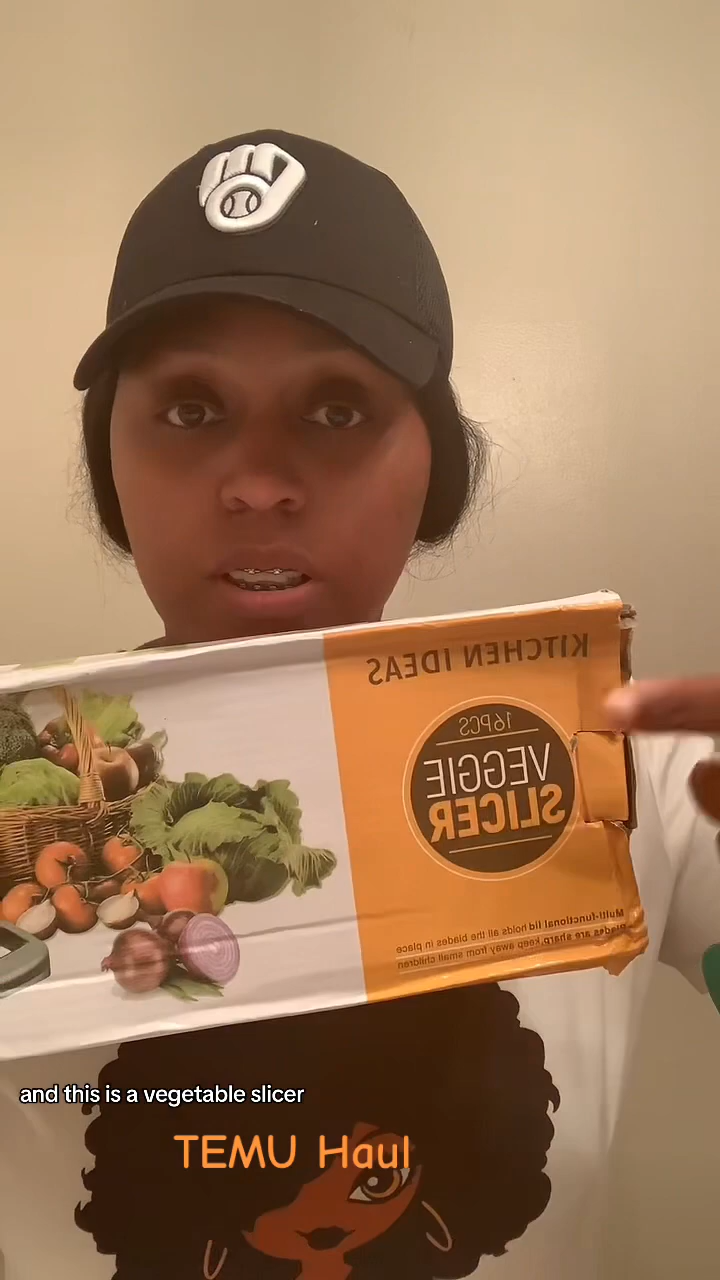 KITCHEN IDEAS
16PCS
VEGGIE
SLICER
Multi-functional lid holds all the blades in place
Blades are sharp,keep away from small children
and this is a vegetable slicer
TEMU Haul